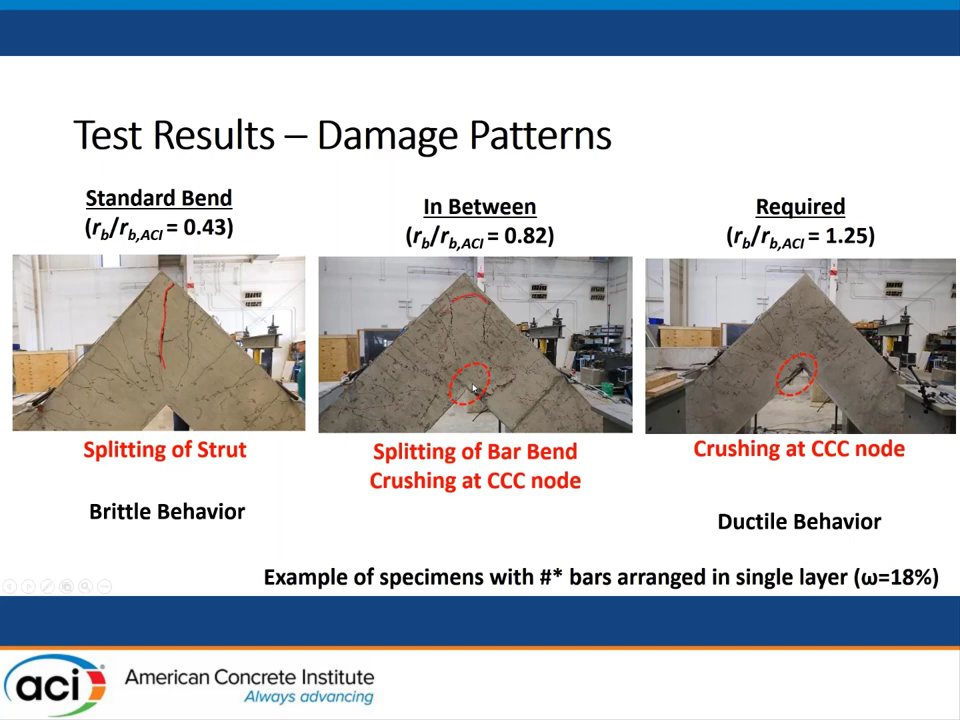 Test Results – Damage Patterns
Standard Bend
(rb/rb,ACI = 0.43)
In Between
(rb/rb,ACI = 0.82)
Required
(rb/rb,ACI = 1.25)
Splitting of Strut
Splitting of Bar Bend
Crushing at CCC node
Crushing at CCC node
Brittle Behavior
Ductile Behavior
Example of specimens with #* bars arranged in single layer (ω=18%)
aci
American Concrete Institute
Always advancing